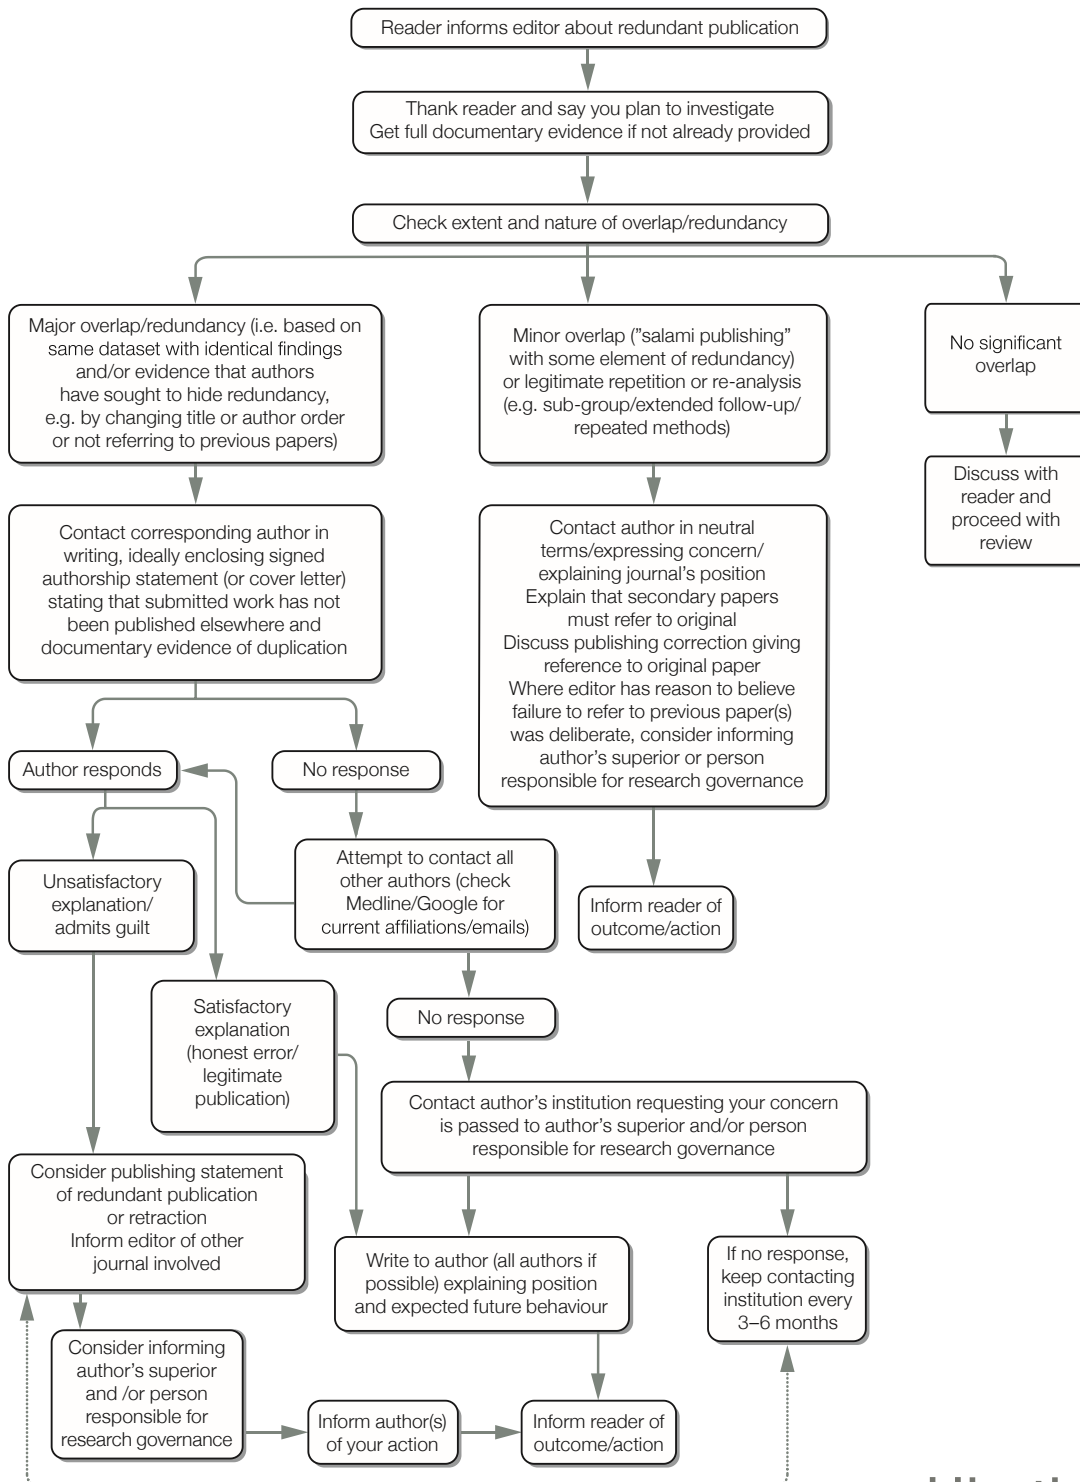 Reader informs editor about redundant publication
Thank reader and say you plan to investigate
Get full documentary evidence if not already provided
Check extent and nature of overlap/redundancy
Major overlap/redundancy (i.e. based on
same dataset with identical findings
and/or evidence that authors
have sought to hide redundancy,
e.g. by changing title or author order
or not referring to previous papers)
Minor overlap ("salami publishing"
with some element of redundancy)
or legitimate repetition or re-analysis
(e.g. sub-group/extended follow-up/
repeated methods)
No significant
overlap
Contact corresponding author in
writing, ideally enclosing signed
authorship statement (or cover letter)
stating that submitted work has not
been published elsewhere and
documentary evidence of duplication
Contact author in neutral
terms/expressing concern/
explaining journal's position
Explain that secondary papers
must refer to original
Discuss publishing correction giving
reference to original paper
Where editor has reason to believe
failure to refer to previous paper(s)
was deliberate, consider informing
author's superior or person
responsible for research governance
Discuss with
reader and
proceed with
review
Author responds
No response
Attempt to contact all
other authors (check
Medline/Google for
current affiliations/emails)
Unsatisfactory
explanation/
admits guilt
Inform reader of
outcome/action
Satisfactory
explanation
(honest error/
legitimate
publication)
No response
Contact author's institution requesting your concern
is passed to author's superior and/or person
responsible for research governance
Consider publishing statement
of redundant publication
or retraction
Inform editor of other
journal involved
Write to author (all authors if
possible) explaining position
and expected future behaviour
If no response,
keep contacting
institution every
3–6 months
Consider informing
author's superior
and /or person
responsible for
research governance
Inform author(s)
of your action
Inform reader of
outcome/action